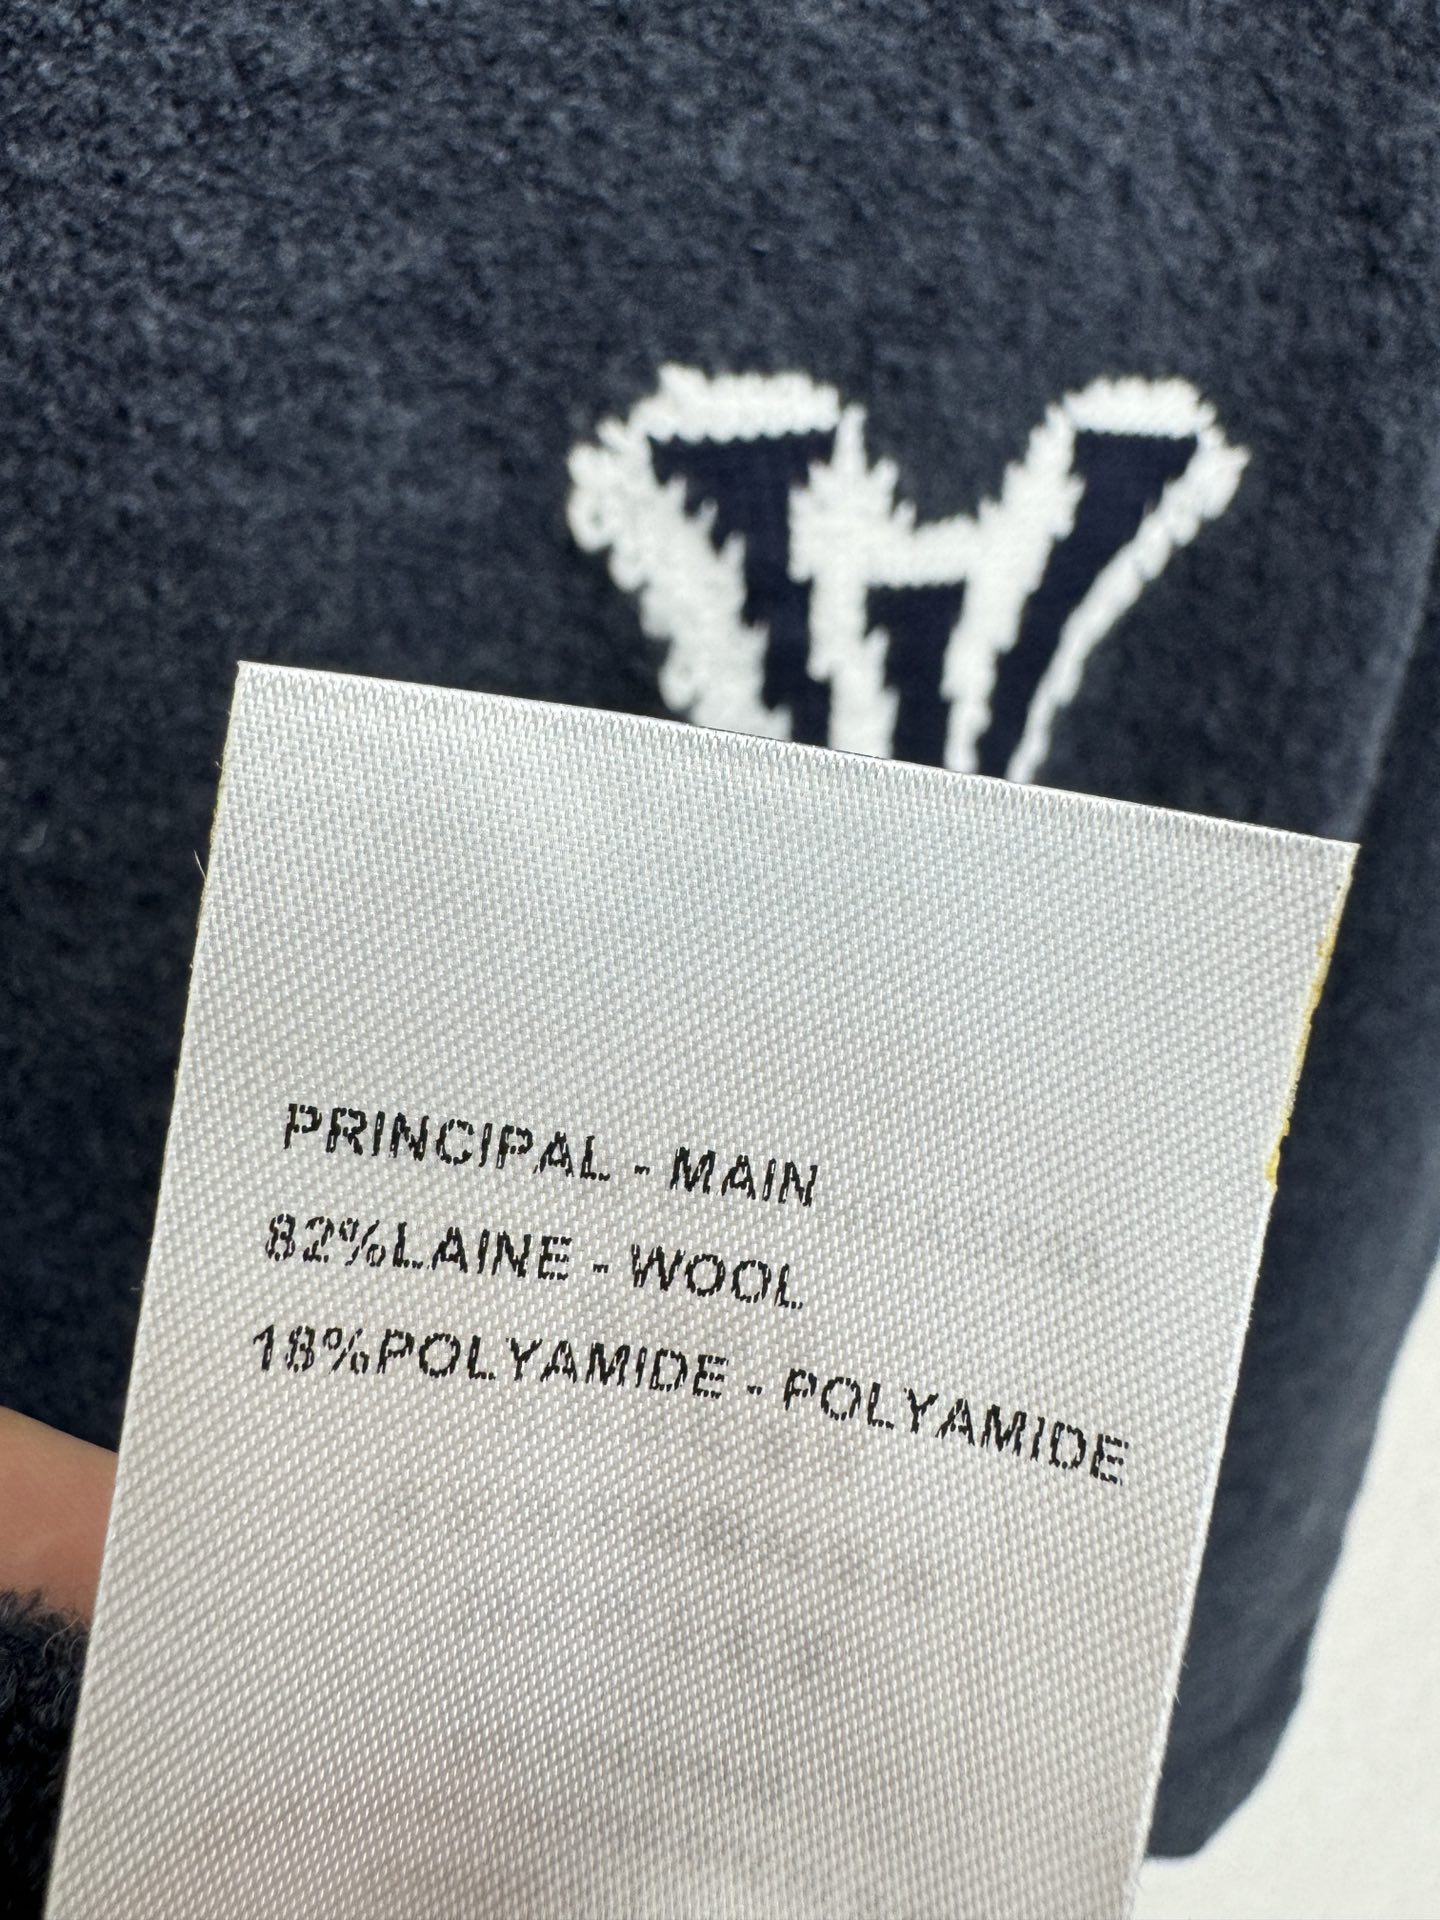 PRINCIPAL - MAIN
82%LAINE - WOOL
18%POLYAMIDE - POLYAMIDE